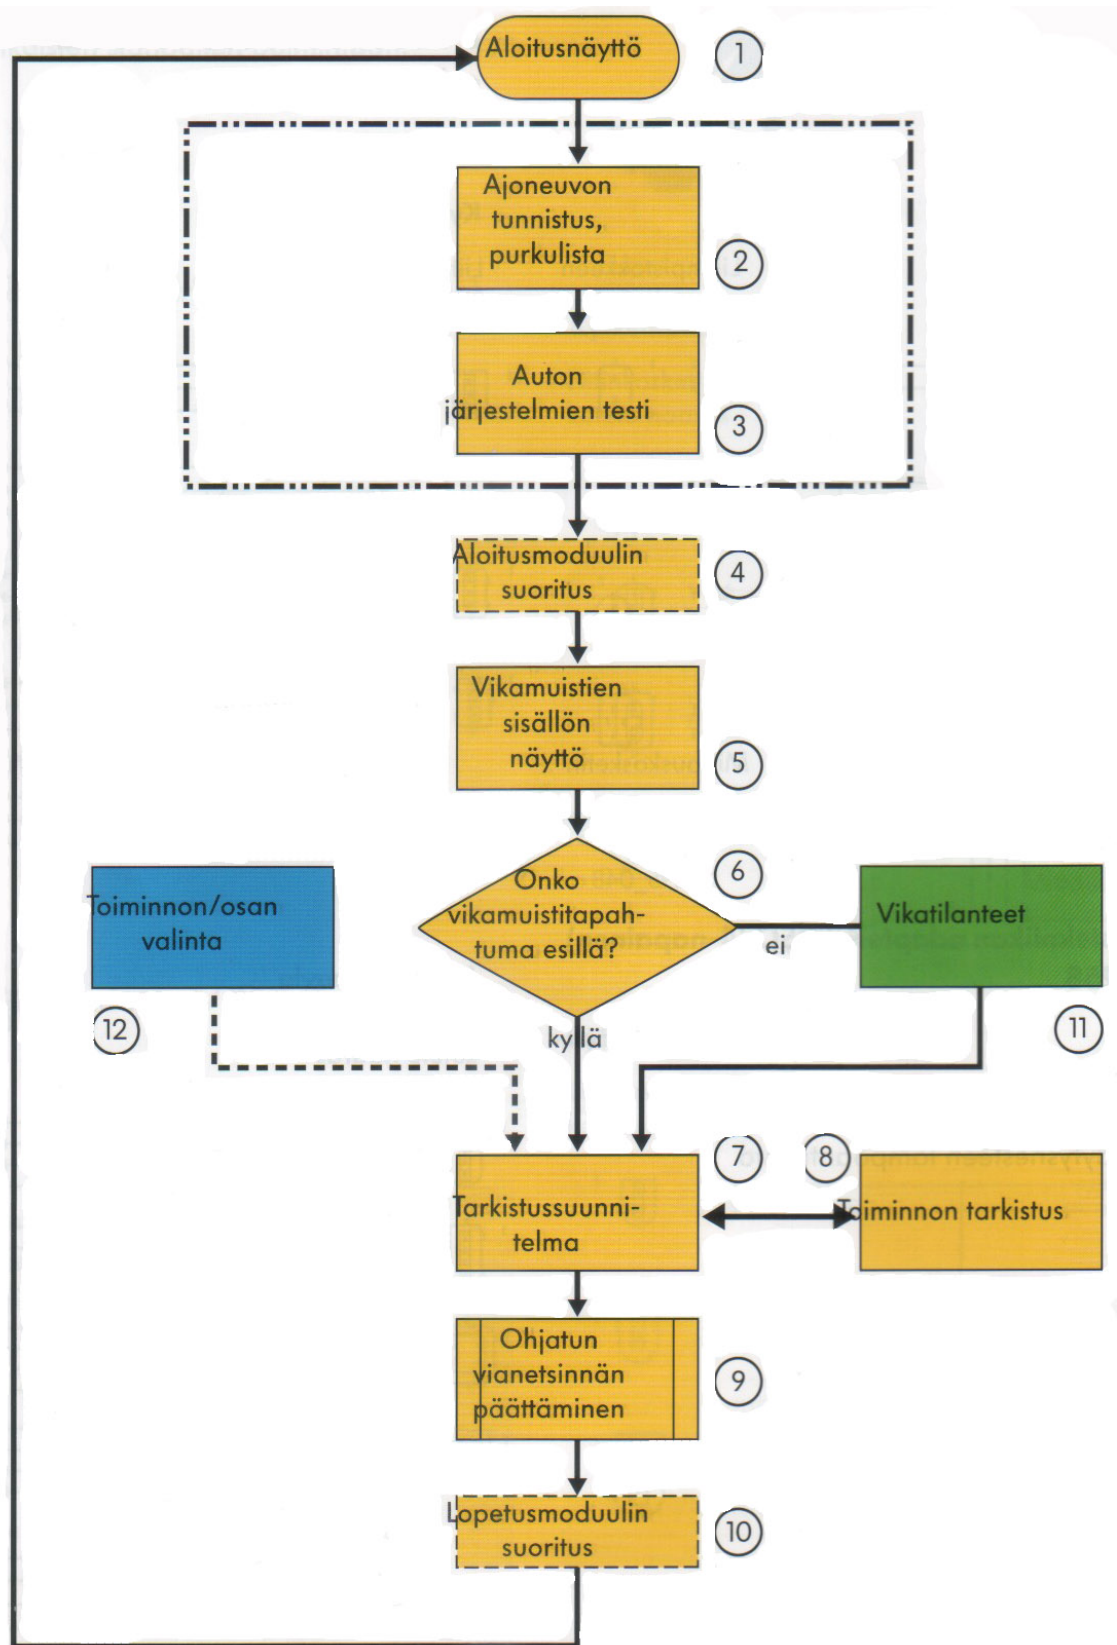 Aloitusnäyttö
1
Ajoneuvon
tunnistus,
purkulista
2
Auton
järjestelmien testi
3
Aloitusmoduulin
suoritus
4
Vikamuistien
sisällön
näyttö
5
Onko
vikamuistitapah-
tuma esillä?
6
ei
kyllä
Vikatilanteet
11
Toiminnon/osan
valinta
12
Tarkistussuunni-
telma
7
8
Toiminnon tarkistus
Ohjatun
vianetsinnän
päättäminen
9
Lopetusmoduulin
suoritus
10